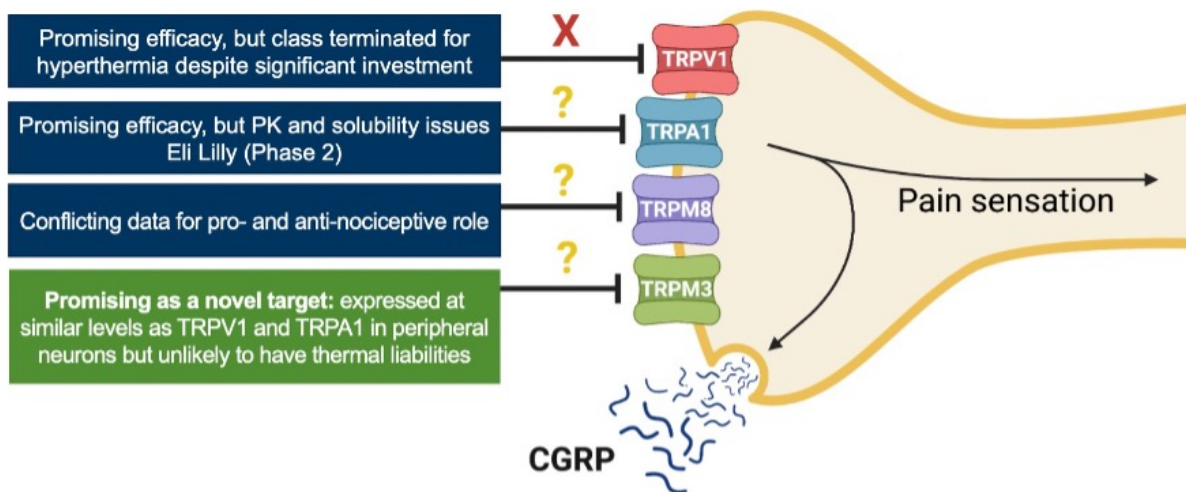 Promising efficacy, but class terminated for
hyperthermia despite significant investment
X
TRPV1
?
Promising efficacy, but PK and solubility issues
Eli Lilly (Phase 2)
TRPA1
?
Conflicting data for pro- and anti-nociceptive role
TRPM8
Pain sensation
?
Promising as a novel target: expressed at
similar levels as TRPV1 and TRPA1 in peripheral
neurons but unlikely to have thermal liabilities
TRPM3
CGRP